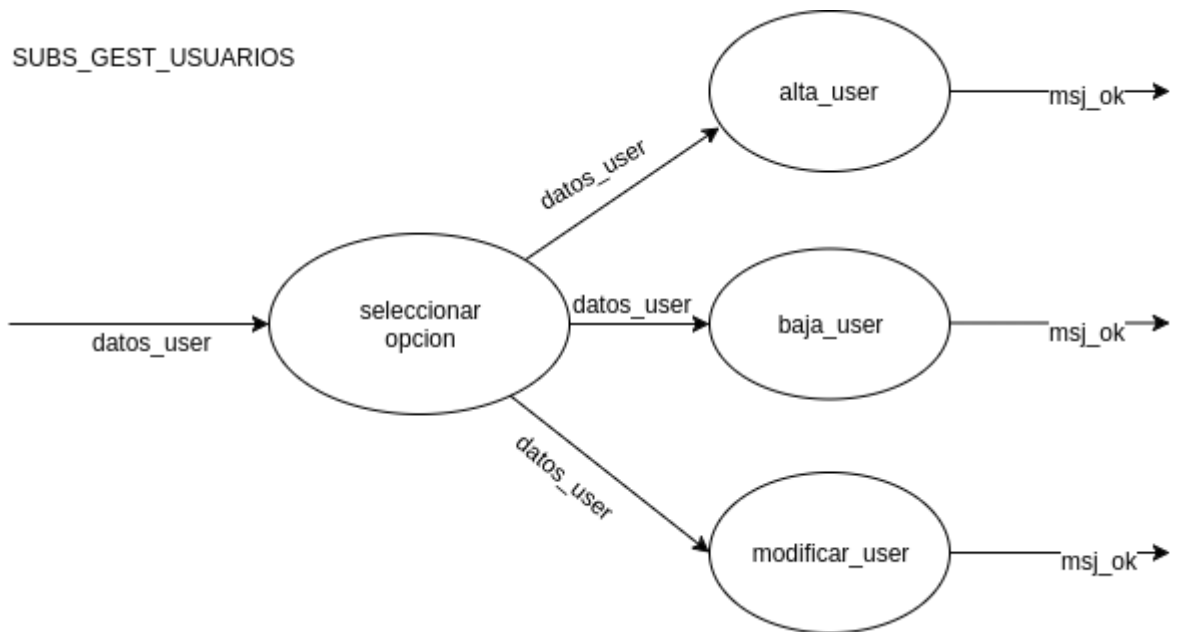 SUBS_GEST_USUARIOS
alta_user
msj_ok
datos_user
seleccionar
opcion
datos_user
datos_user
baja_user
msj_ok
datos_user
modificar_user
msj_ok